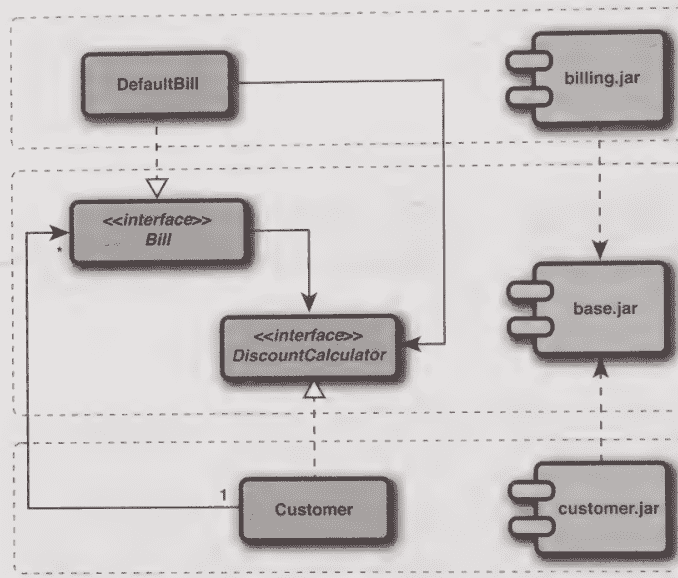 DefaultBill
billing.jar
<<interface>>
Bill
*
<<interface>>
DiscountCalculator
base.jar
1
Customer
customer.jar